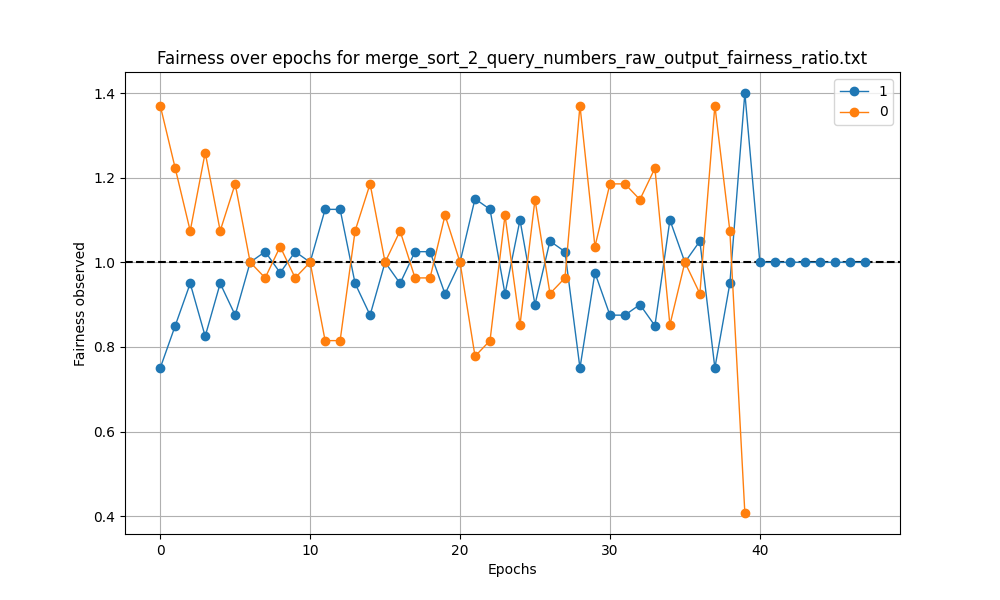 Fairness over epochs for merge_sort_2_query_numbers_raw_output_fairness_ratio.txt
1
0
Fairness observed
1.4
1.2
1.0
0.8
0.6
0.4
0 10 20 30 40
Epochs